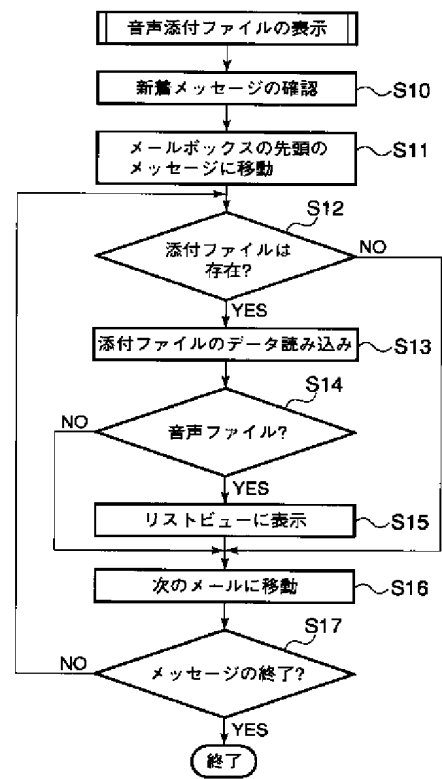 音声添付ファイルの表示
新着メッセージの確認
S10
メールボックスの先頭の
メッセージに移動
S11
S12
添付ファイルは
存在?
NO
YES
添付ファイルのデータ読み込み
S13
S14
音声ファイル?
NO
YES
リストビューに表示
S15
次のメールに移動
S16
S17
メッセージの終了?
NO
YES
終了